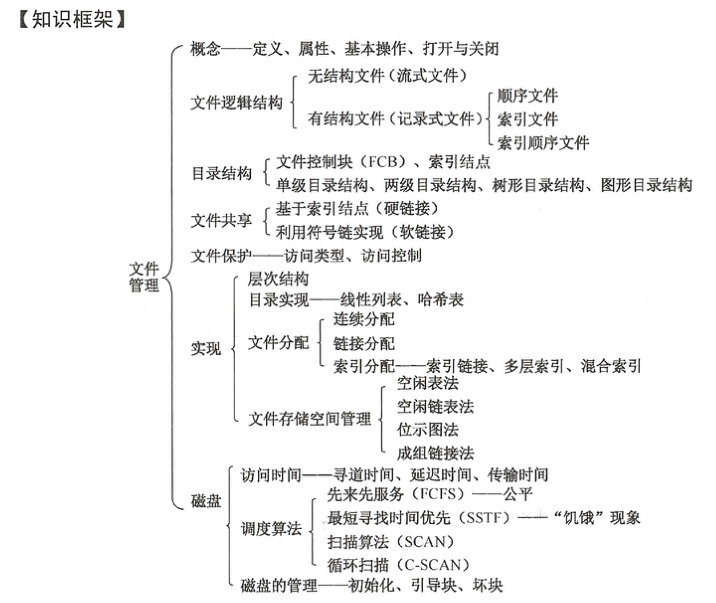 【知识框架】
概念——定义、属性、基本操作、打开与关闭
无结构文件（流式文件）
文件逻辑结构
顺序文件
有结构文件（记录式文件）
索引文件
索引顺序文件
目录结构
文件控制块（FCB）、索引结点
单级目录结构、两级目录结构、树形目录结构、图形目录结构
文件共享
基于索引结点（硬链接）
利用符号链实现（软链接）
文件保护——访问类型、访问控制
文件
管理
层次结构
目录实现——线性列表、哈希表
实现
文件分配
连续分配
链接分配
索引分配——索引链接、多层索引、混合索引
文件存储空间管理
空闲表法
空闲链表法
位示图法
成组链接法
磁盘
访问时间——寻道时间、延迟时间、传输时间
调度算法
先来先服务（FCFS）——公平
最短寻找时间优先（SSTF）——“饥饿”现象
扫描算法（SCAN）
循环扫描（C-SCAN）
磁盘的管理——初始化、引导块、坏块